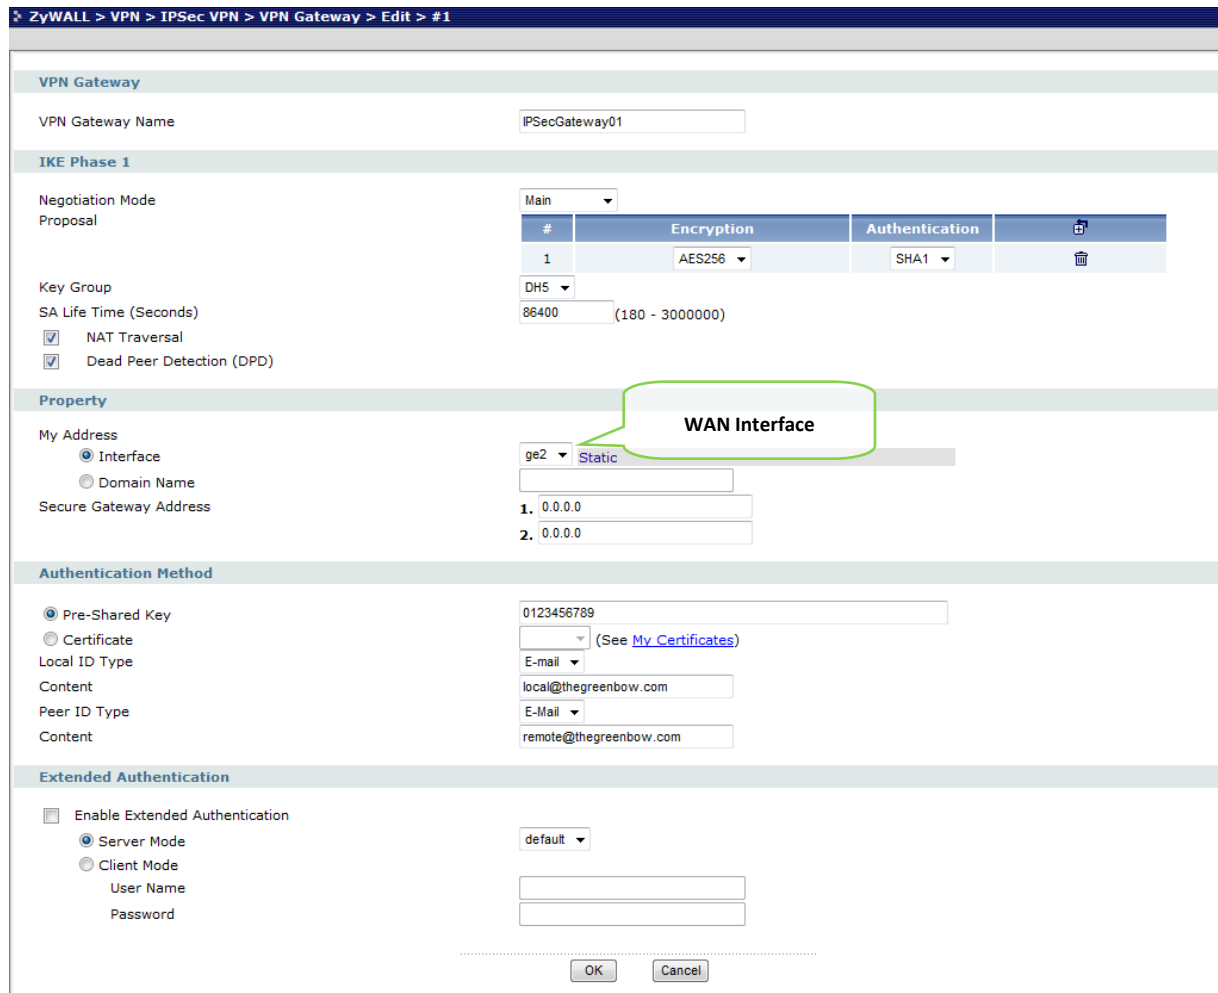 ZyWALL > VPN > IPSec VPN > VPN Gateway > Edit > #1
VPN Gateway
VPN Gateway Name IPSecGateway01
IKE Phase 1
Negotiation Mode Main
Proposal
# Encryption Authentication
1 AES256 SHA1
Key Group DH5
SA Life Time (Seconds) 86400 (180 - 3000000)
NAT Traversal
Dead Peer Detection (DPD)
Property
WAN Interface
My Address
Interface ge2 Static
Domain Name
Secure Gateway Address 1. 0.0.0.0
2. 0.0.0.0
Authentication Method
Pre-Shared Key 0123456789
Certificate (See My Certificates)
Local ID Type E-mail
Content local@thegreenbow.com
Peer ID Type E-Mail
Content remote@thegreenbow.com
Extended Authentication
Enable Extended Authentication
Server Mode default
Client Mode
User Name
Password
OK Cancel